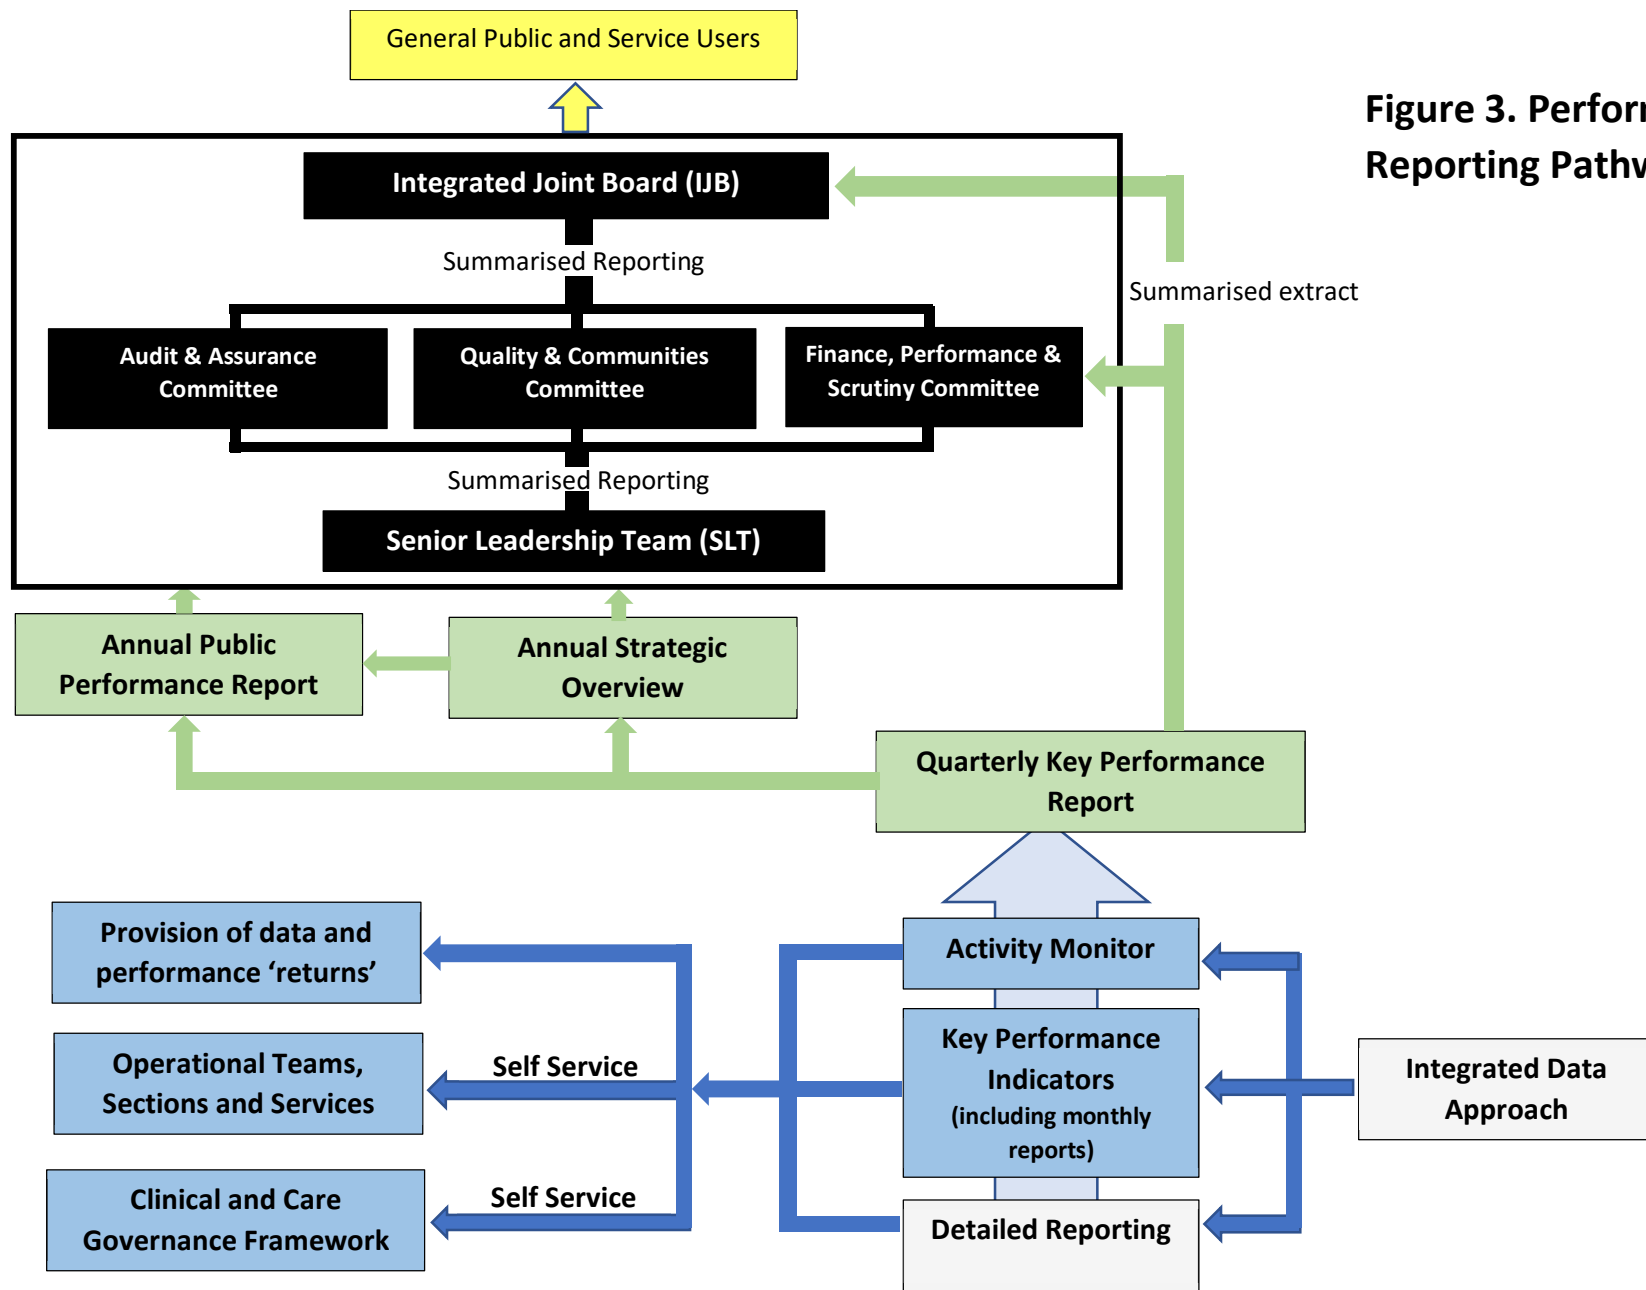 General Public and Service Users
Figure 3. Perfor
Reporting Pathw
Integrated Joint Board (IJB)
Summarised Reporting
Summarised extract
Audit & Assurance
Committee
Quality & Communities
Committee
Finance, Performance &
Scrutiny Committee
Summarised Reporting
Senior Leadership Team (SLT)
Annual Public
Performance Report
Annual Strategic
Overview
Quarterly Key Performance
Report
Provision of data and
performance ‘returns’
Activity Monitor
Operational Teams,
Sections and Services
Self Service
Key Performance
Indicators
(including monthly
reports)
Integrated Data
Approach
Clinical and Care
Governance Framework
Self Service
Detailed Reporting